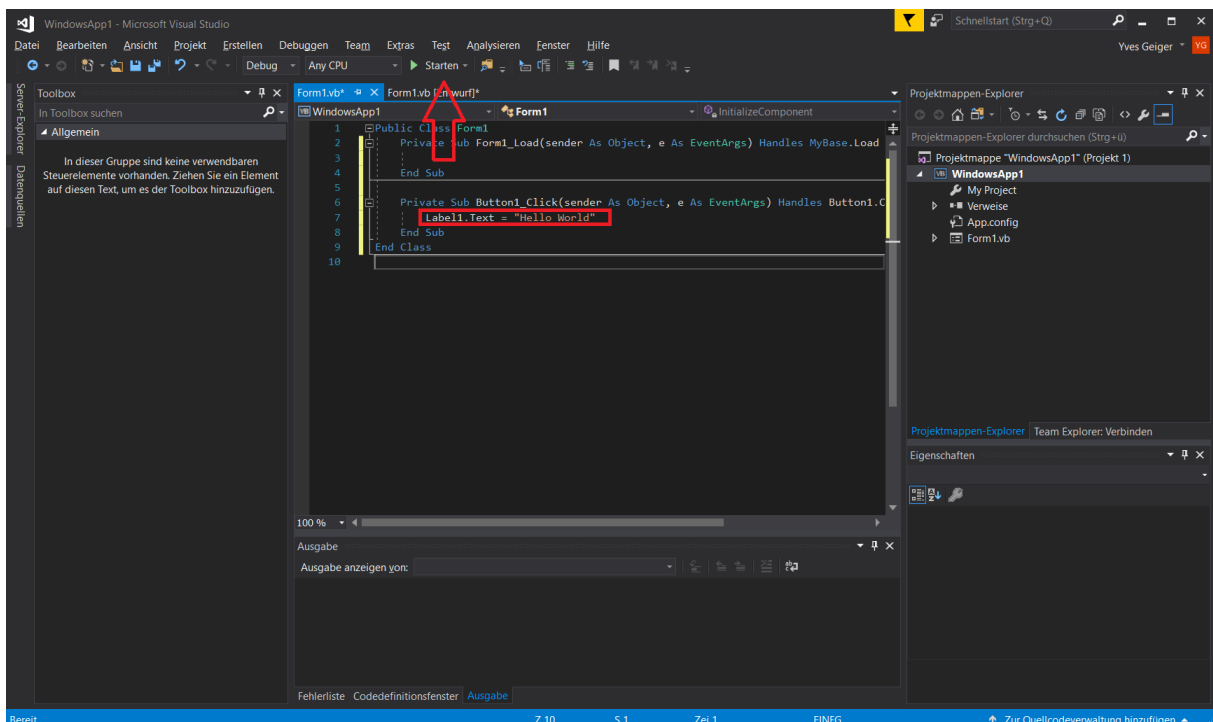 WindowsApp1 - Microsoft Visual Studio
Schnellstart (Strg+Q)
Datei Bearbeiten Ansicht Projekt Erstellen Debuggen Team Extras Test Analysieren Fenster Hilfe
Yves Geiger YG
Debug Any CPU Starten
Server-Explorer
Datenquellen
Toolbox
In Toolbox suchen
Allgemein
In dieser Gruppe sind keine verwendbaren
Steuerelemente vorhanden. Ziehen Sie ein Element
auf diesen Text, um es der Toolbox hinzuzufügen.
Form1.vb* Form1.vb [Entwurf]*
WindowsApp1 Form1 InitializeComponent
1 Public Class Form1
2 Private Sub Form1_Load(sender As Object, e As EventArgs) Handles MyBase.Load
3
4 End Sub
5
6 Private Sub Button1_Click(sender As Object, e As EventArgs) Handles Button1.C
7 Label1.Text = "Hello World"
8 End Sub
9 End Class
10
100 %
Ausgabe
Ausgabe anzeigen von:
Fehlerliste Codedefinitionsfenster Ausgabe
Projektmappen-Explorer
Projektmappen-Explorer durchsuchen (Strg+ü)
Projektmappe "WindowsApp1" (Projekt 1)
VB WindowsApp1
My Project
Verweise
App.config
Form1.vb
Projektmappen-Explorer Team Explorer: Verbinden
Eigenschaften
Bereit Z 10 S 1 Zei 1 EINFG Zur Quellcodeverwaltung hinzufügen